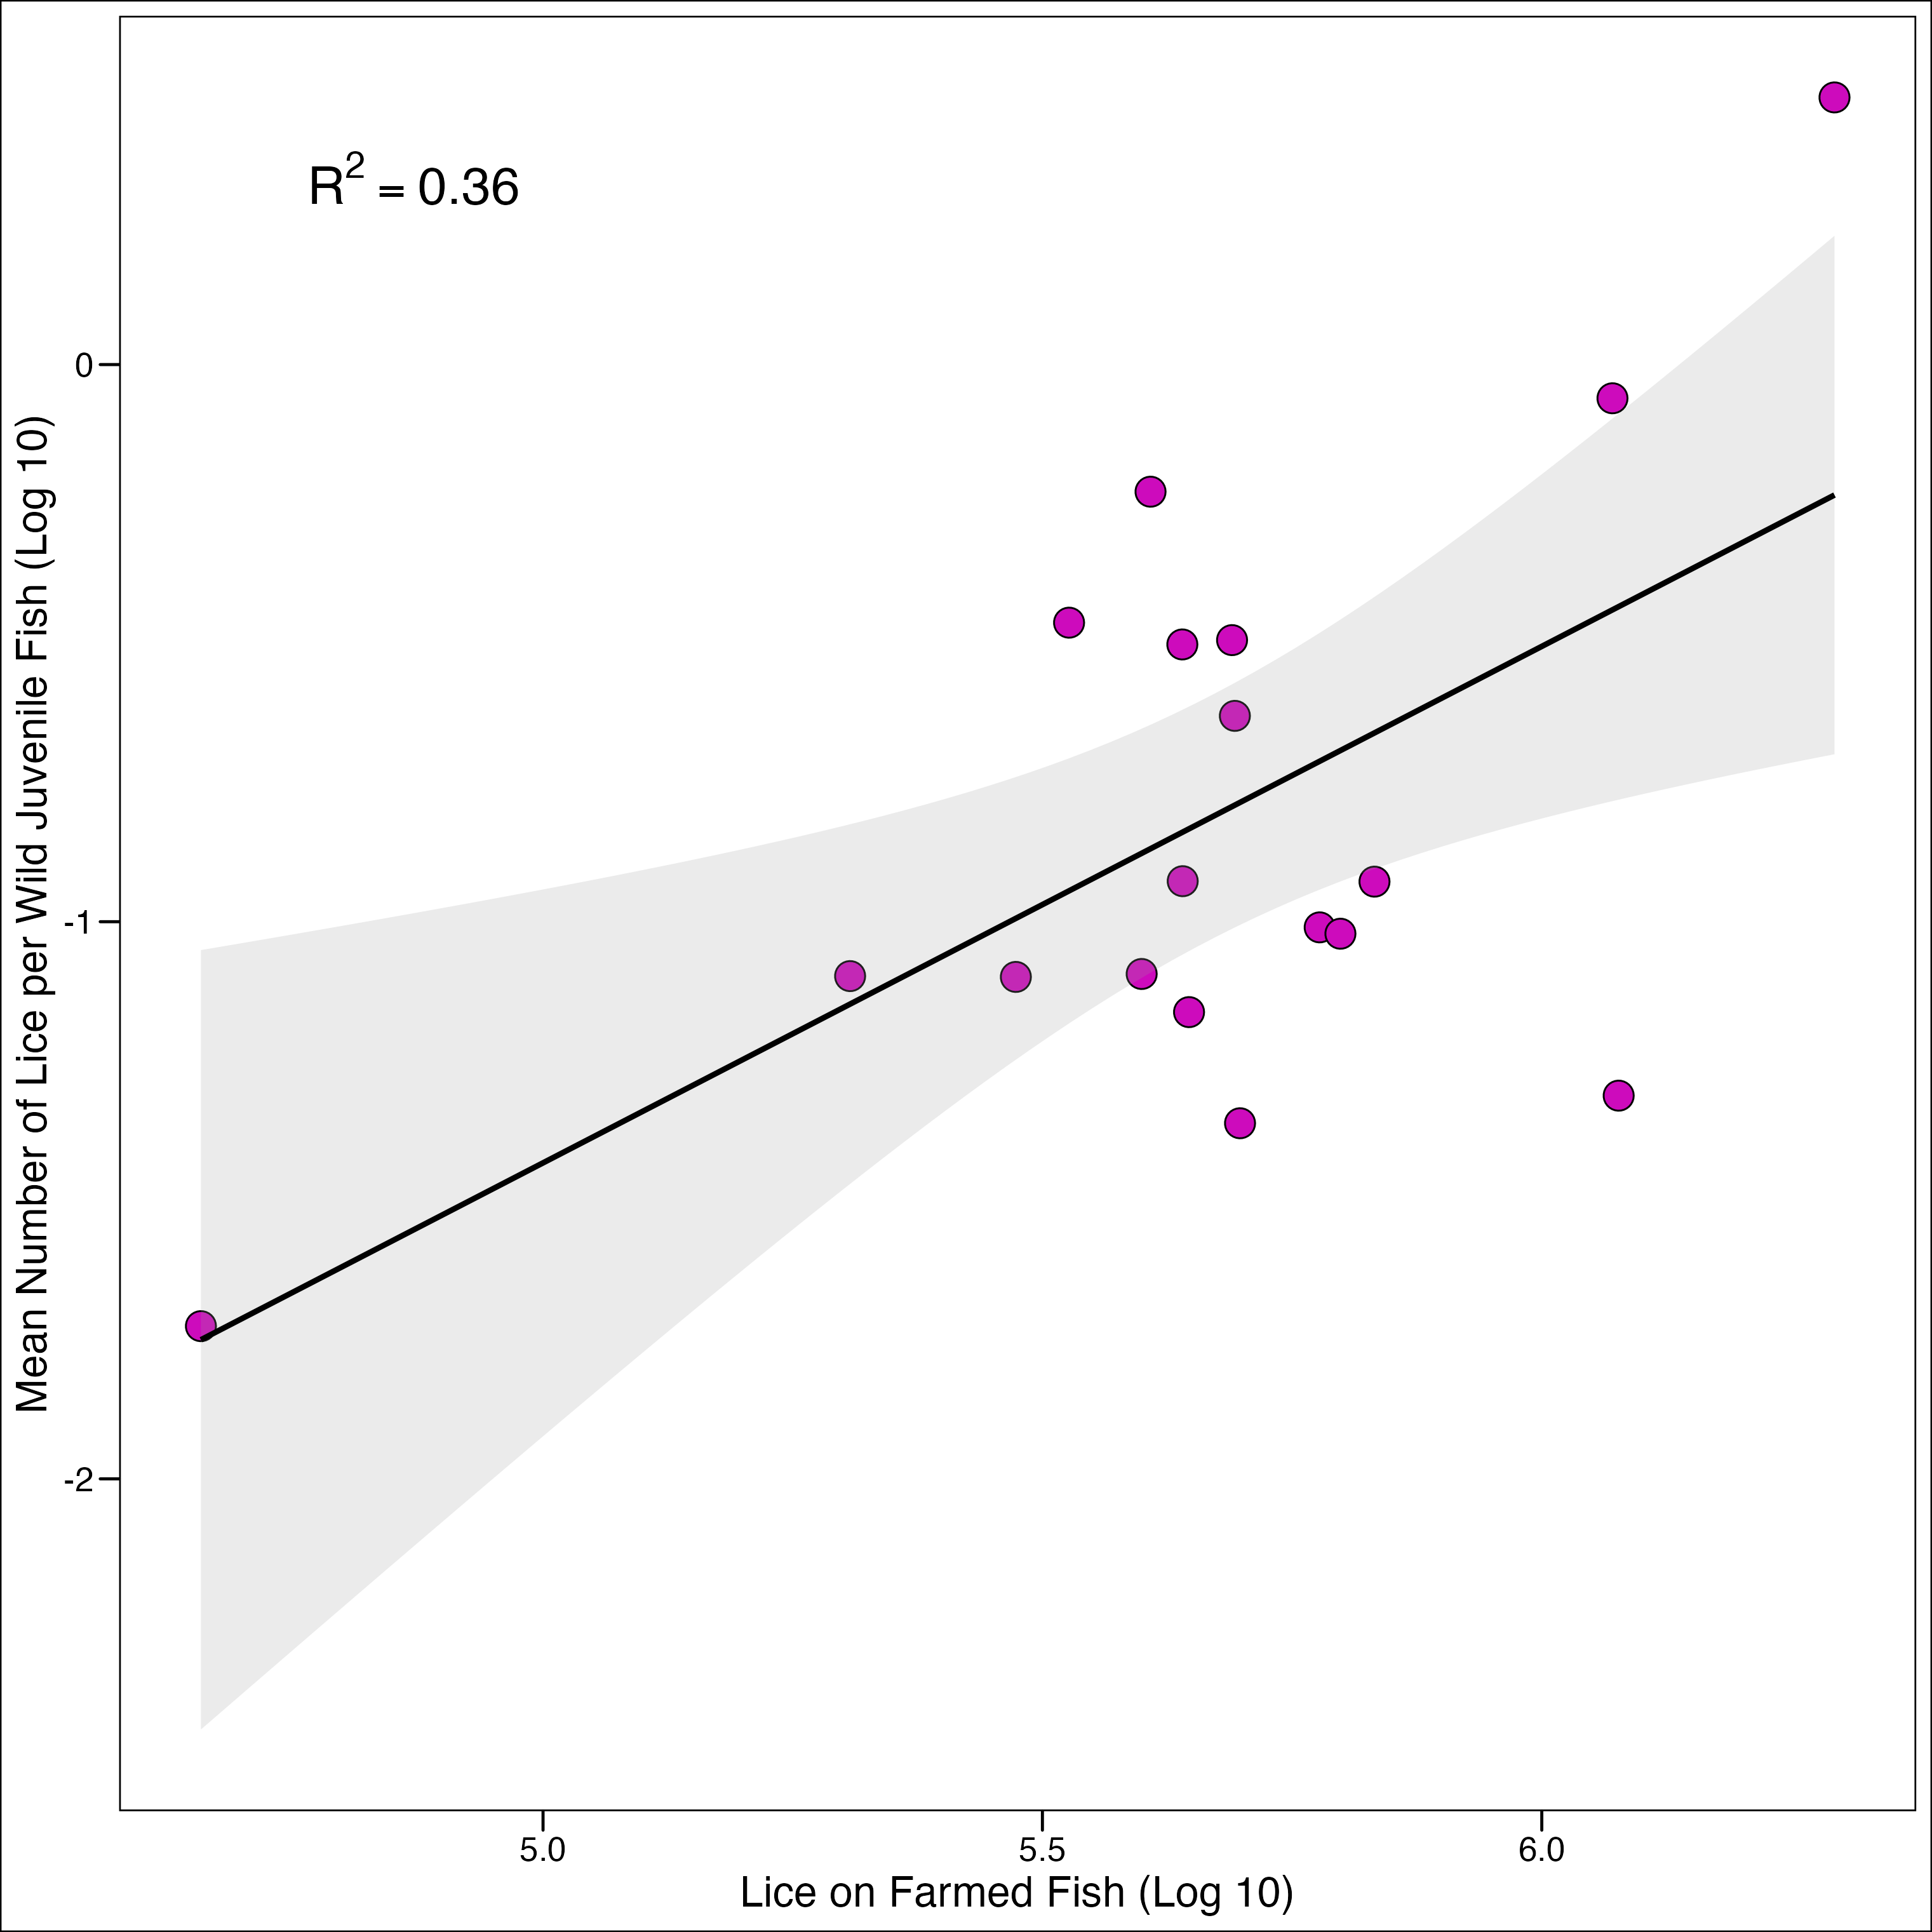 R² = 0.36
Mean Number of Lice per Wild Juvenile Fish (Log 10)
0
-1
-2
5.0 5.5 6.0
Lice on Farmed Fish (Log 10)